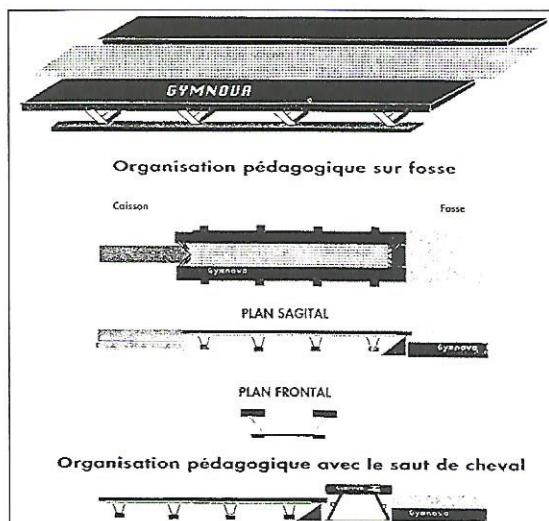 GYMNOVA
Organisation pédagogique sur fosse
Caisson Fosse
Gymnova
PLAN SAGITAL
Gymnova
PLAN FRONTAL
Organisation pédagogique avec le saut de cheval
Gymnova